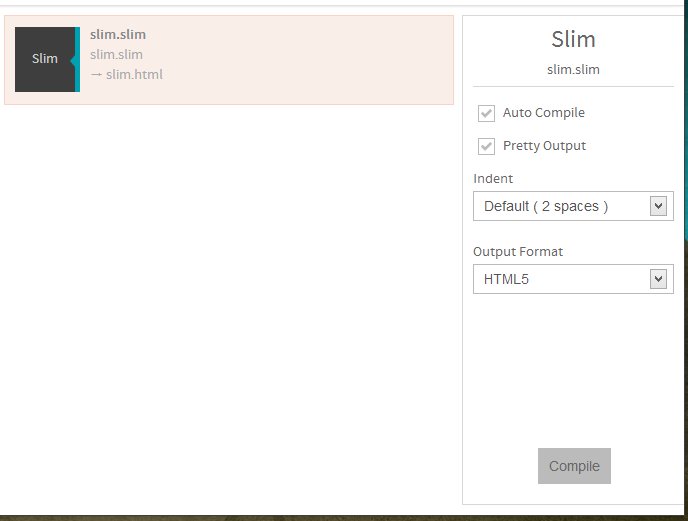 Slim
slim.slim
slim.slim
→ slim.html
Slim
slim.slim
Auto Compile
Pretty Output
Indent
Default ( 2 spaces )
Output Format
HTML5
Compile